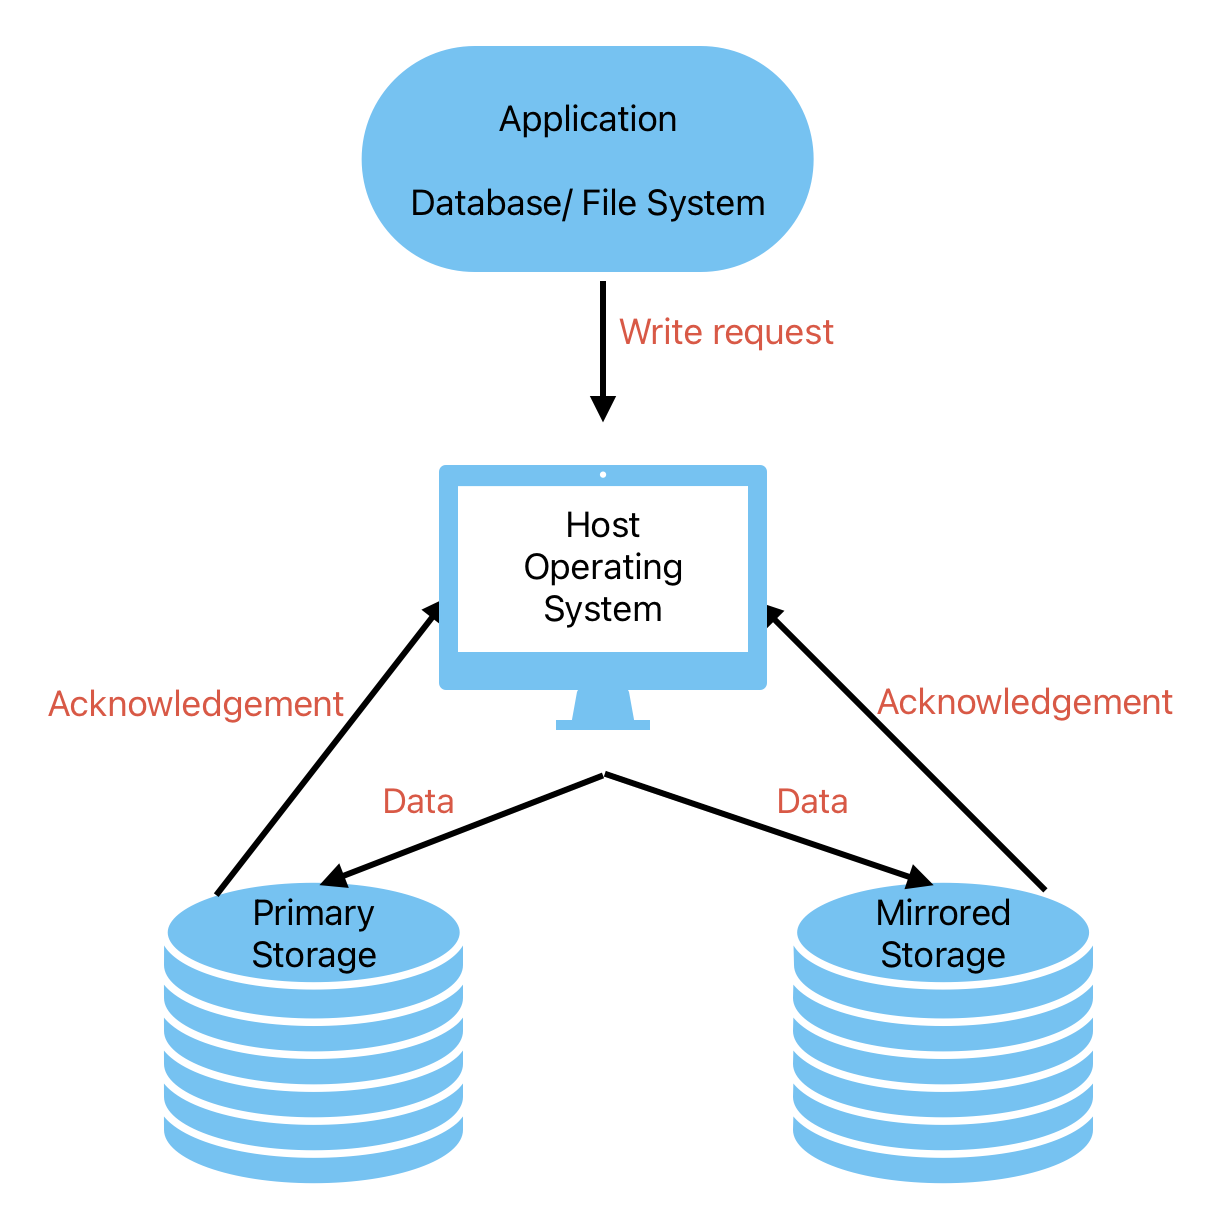 Application
Database/ File System
Write request
Host
Operating
System
Acknowledgement
Acknowledgement
Data
Data
Primary
Storage
Mirrored
Storage